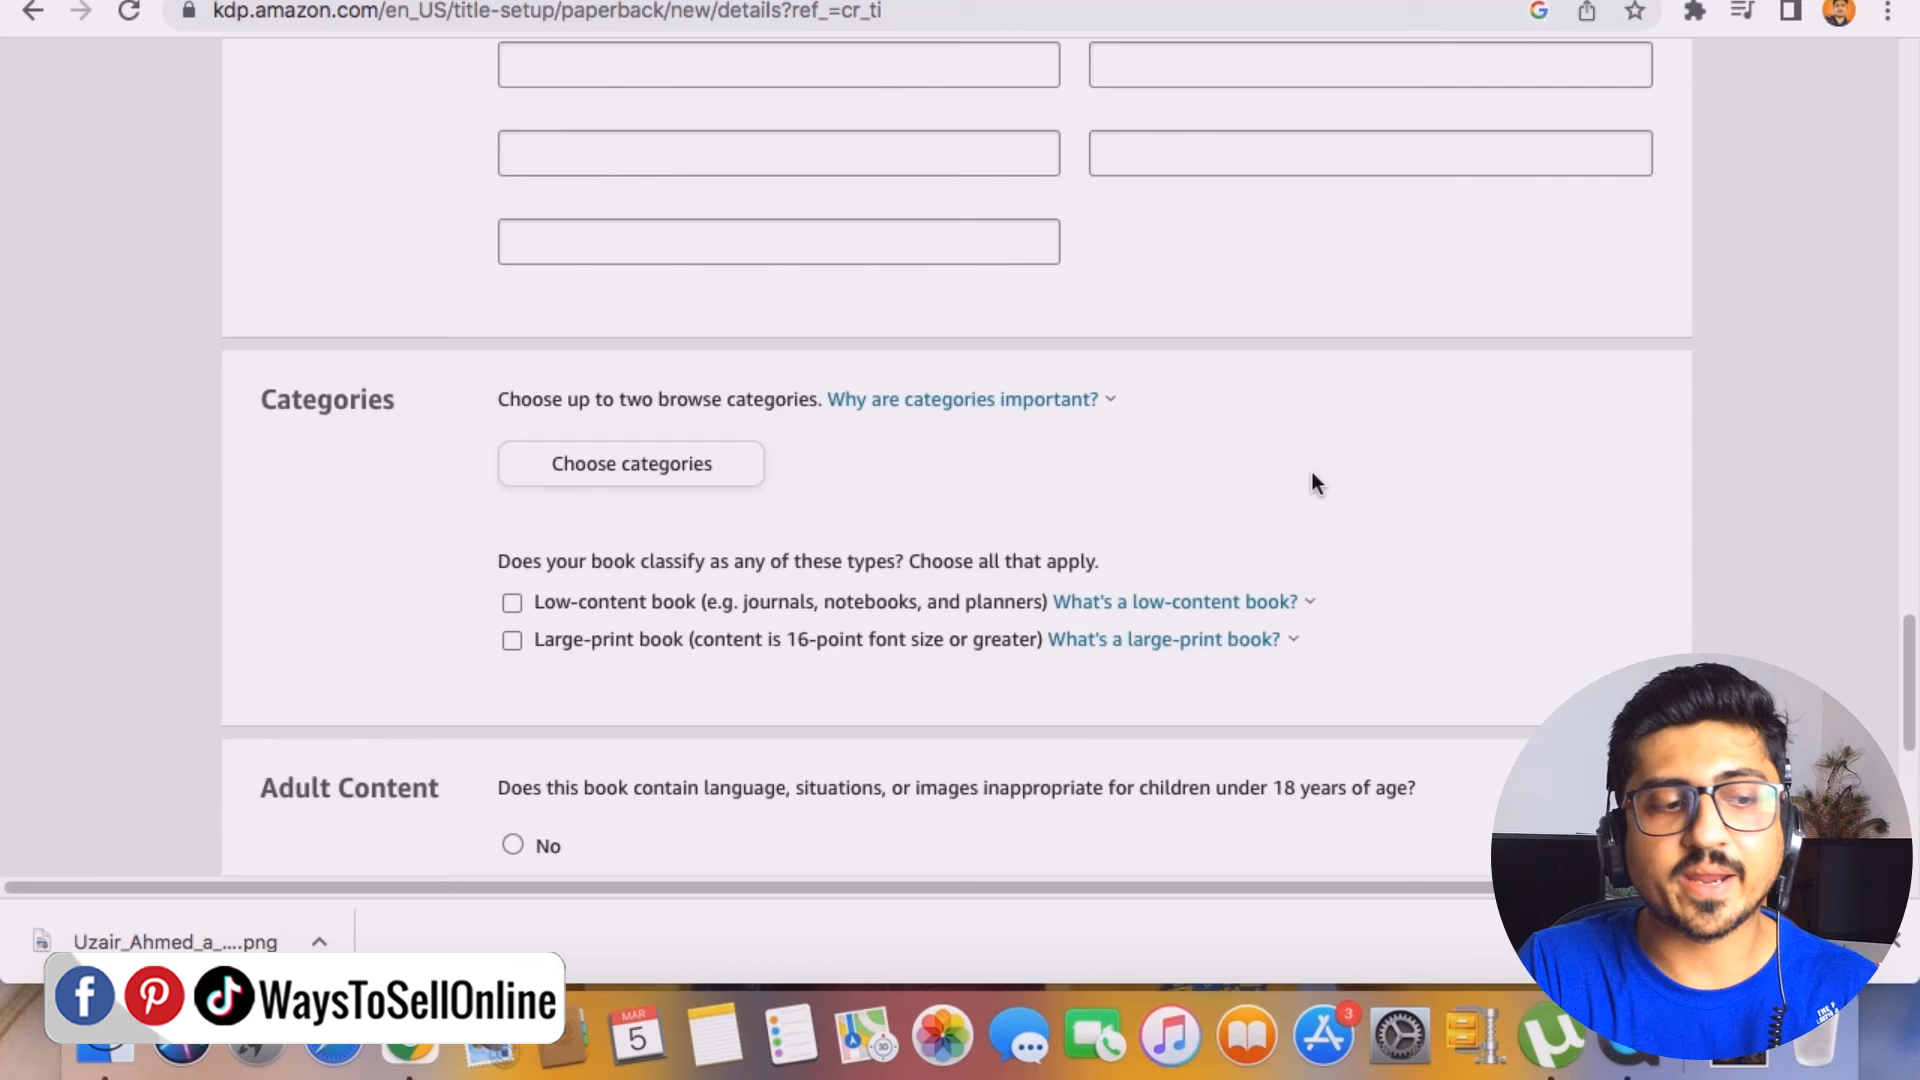 kdp.amazon.com/en_US/title-setup/paperback/new/details?ref_=cr_ti
Categories
Choose up to two browse categories. Why are categories important?
Choose categories
Does your book classify as any of these types? Choose all that apply.
Low-content book (e.g. journals, notebooks, and planners) What's a low-content book?
Large-print book (content is 16-point font size or greater) What's a large-print book?
Adult Content
Does this book contain language, situations, or images inappropriate for children under 18 years of age?
No
Uzair_Ahmed_a_....png
WaysToSellOnline
MAR
5
3D
3